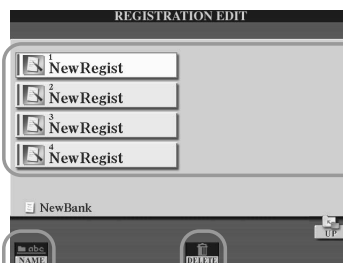 REGISTRATION EDIT
1
NewRegist
2
NewRegist
3
NewRegist
4
NewRegist
NewBank
UP
abc
NAME
DELETE